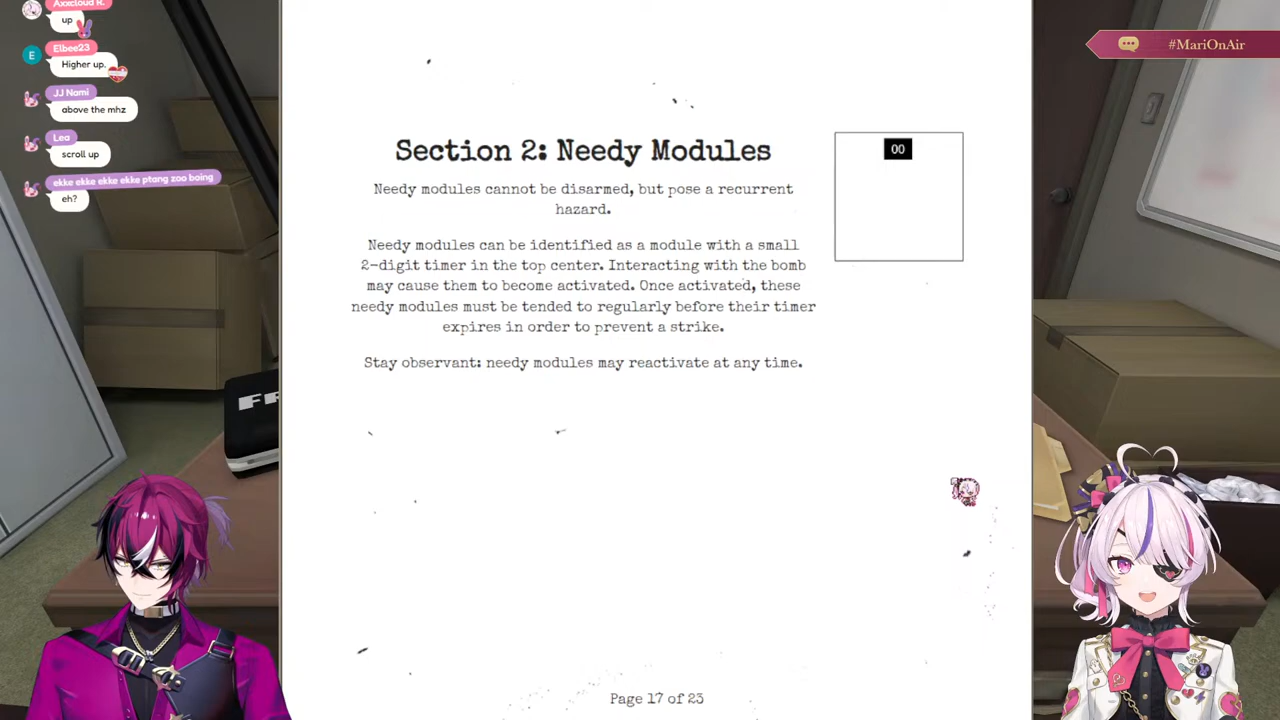 Axxcloud R.
up
Elbee23
Higher up.
JJ Nami
above the mhz
Lea
scroll up
ekke ekke ekke ekke ptang zoo boing
eh?
#MariOnAir
Section 2: Needy Modules
00
Needy modules cannot be disarmed, but pose a recurrent
hazard.
Needy modules can be identified as a module with a small
2-digit timer in the top center. Interacting with the bomb
may cause them to become activated. Once activated, these
needy modules must be tended to regularly before their timer
expires in order to prevent a strike.
Stay observant: needy modules may reactivate at any time.
Page 17 of 23